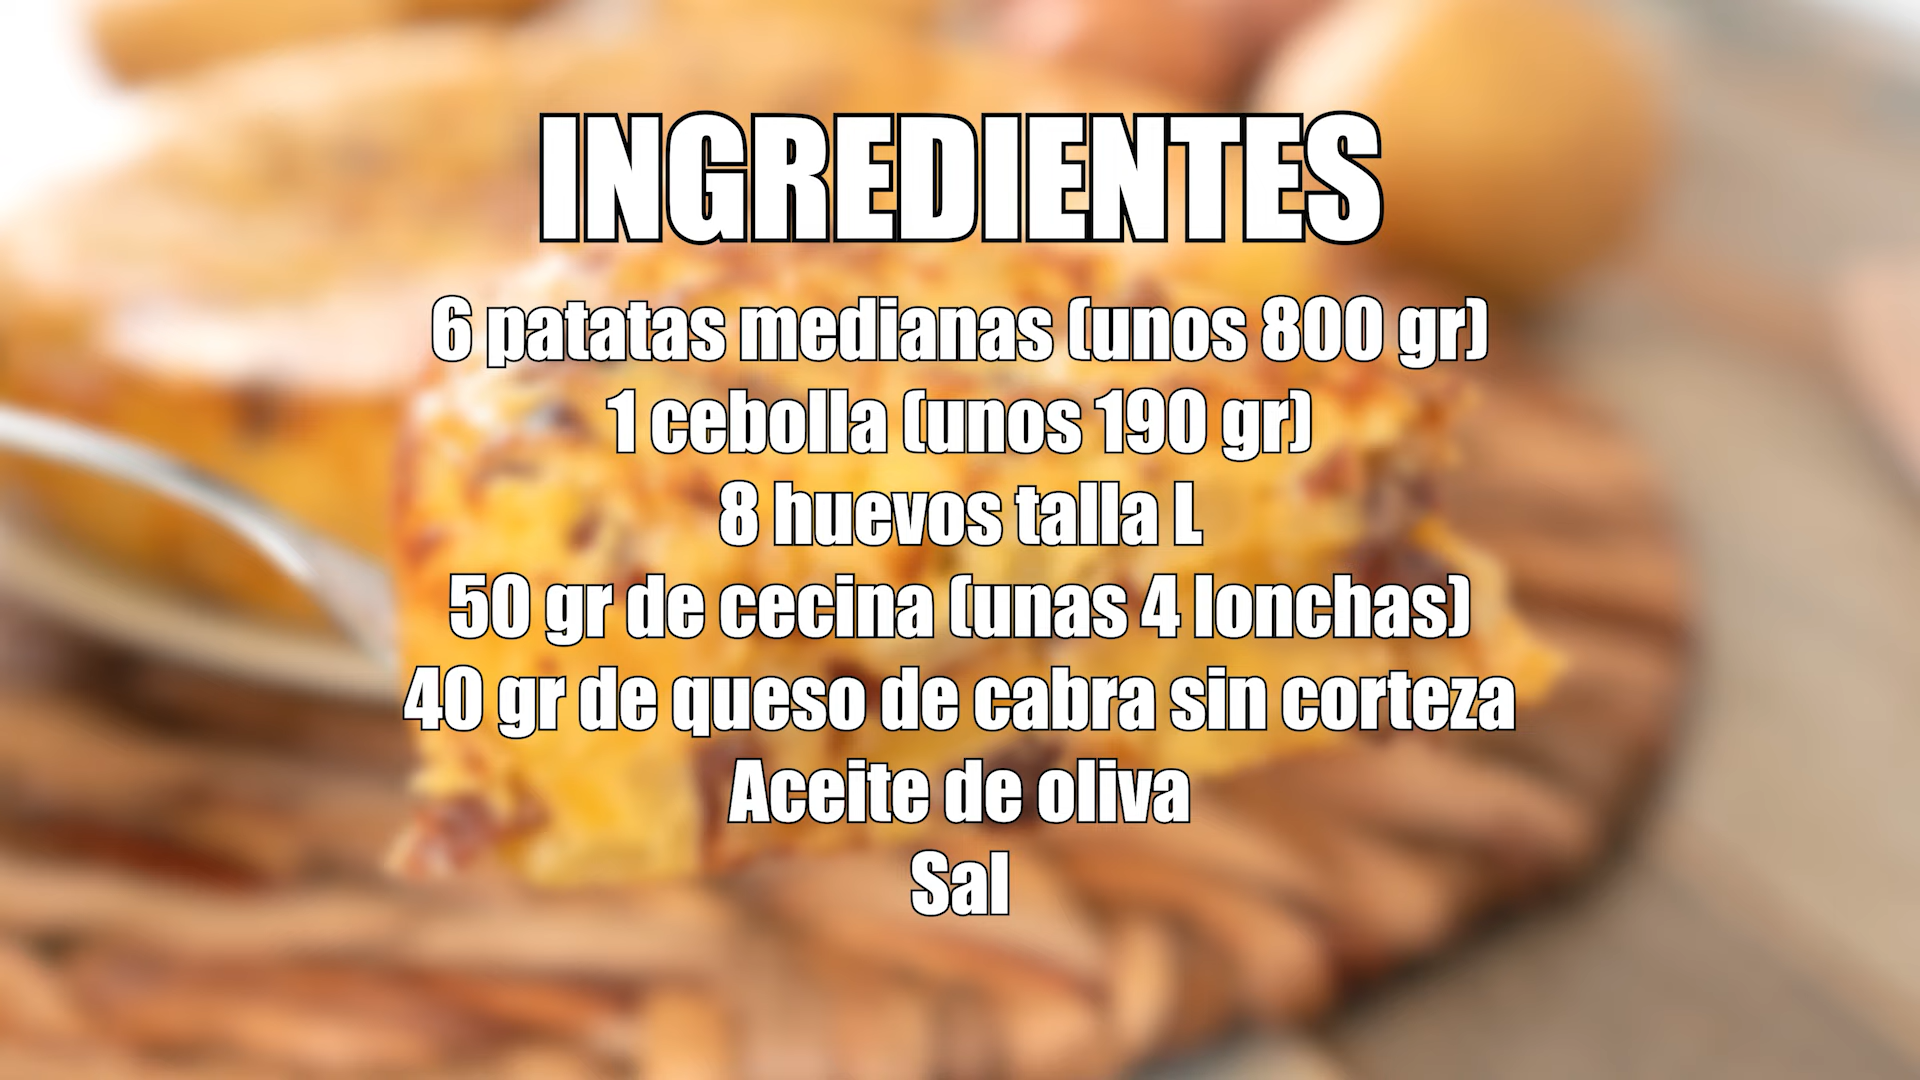 INGREDIENTES
6 patatas medianas (unos 800 gr)
1 cebolla (unos 190 gr)
8 huevos talla L
50 gr de cecina (unas 4 lonchas)
40 gr de queso de cabra sin corteza
Aceite de oliva
Sal